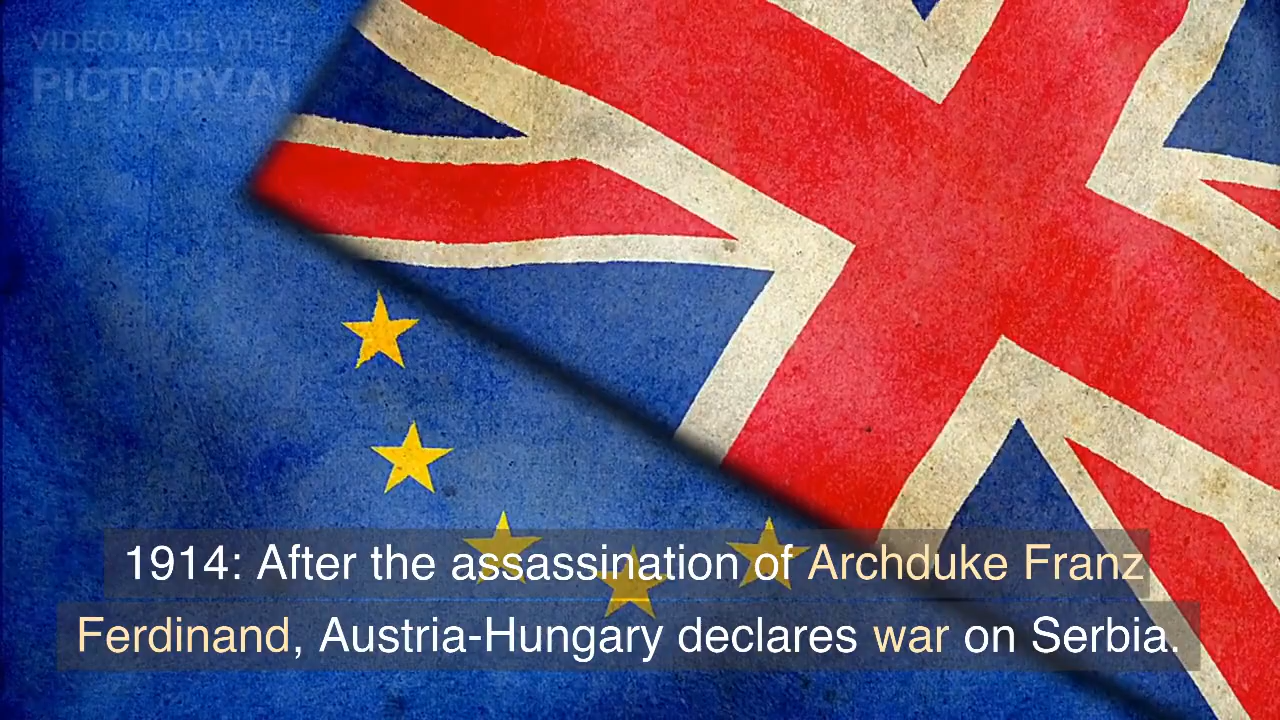 VIDEO MADE WITH
PICTORY.AI
1914: After the assassination of Archduke Franz
Ferdinand, Austria-Hungary declares war on Serbia.